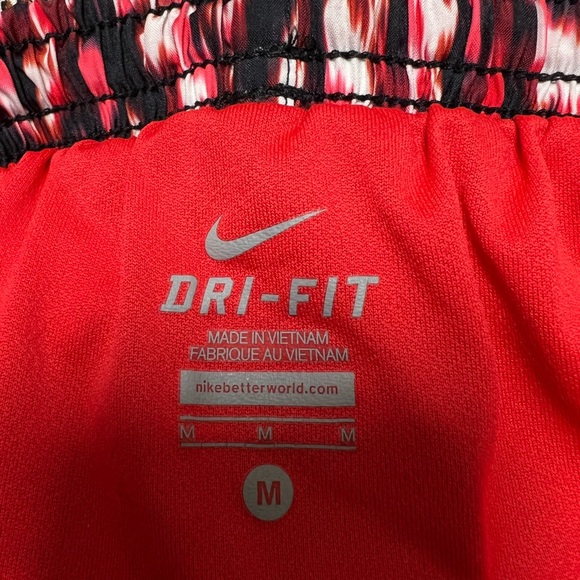 DRI-FIT
MADE IN VIETNAM
FABRIQUE AU VIETNAM
nikebetterworld.com
M M M
M